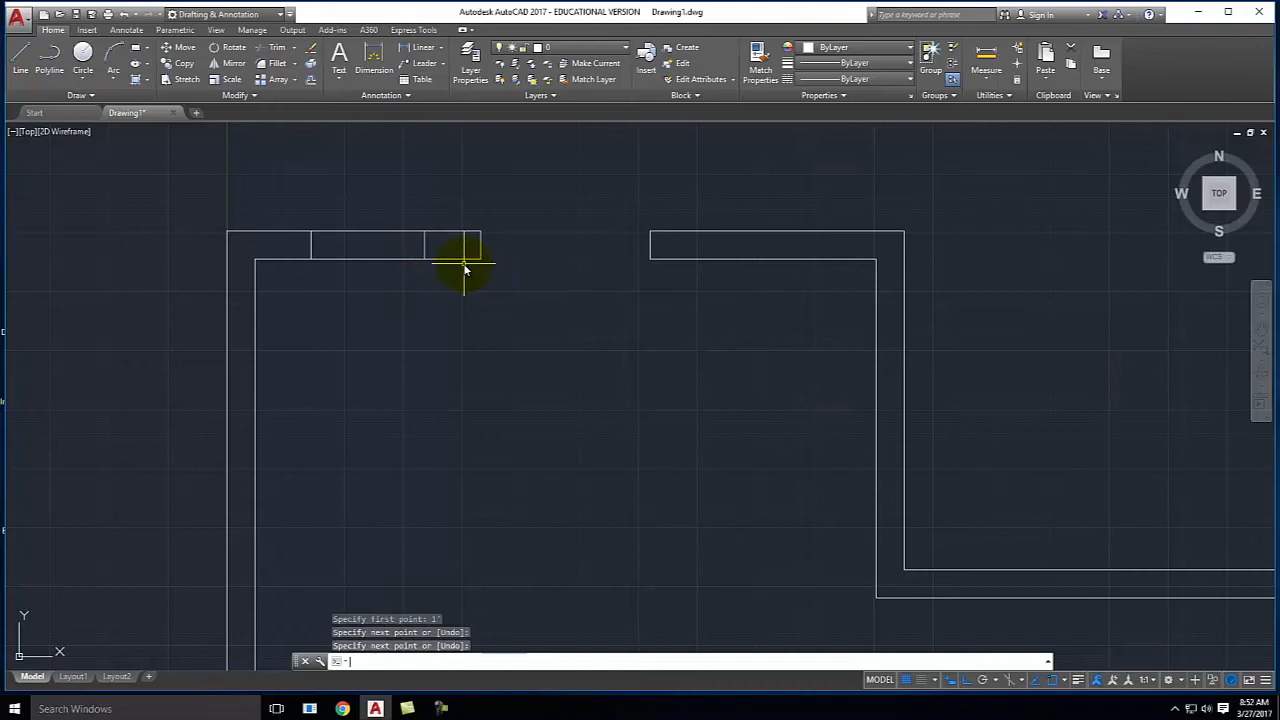 Drafting & Annotation
Autodesk AutoCAD 2017 - EDUCATIONAL VERSION Drawing1.dwg
Type a keyword or phrase
Sign In
Home Insert Annotate Parametric View Manage Output Add-ins A360 Express Tools
Line Polyline Circle Arc
Move Rotate Trim
Copy Mirror Fillet
Stretch Scale Array
Text Dimension
Linear
Leader
Table
Layer Properties
0
Make Current
Match Layer
Insert
Create
Edit
Edit Attributes
Match Properties
ByLayer
ByLayer
ByLayer
Group Measure Paste Base
Draw Modify Annotation Layers Block Properties Groups Utilities Clipboard View
Start Drawing1*
[−][Top][2D Wireframe]
N
W TOP E
S
WCS
Specify first point: 1'
Specify next point or [Undo]:
Specify next point or [Undo]:
Y
X
Model Layout1 Layout2 +
MODEL 1:1
Search Windows
8:52 AM
3/27/2017